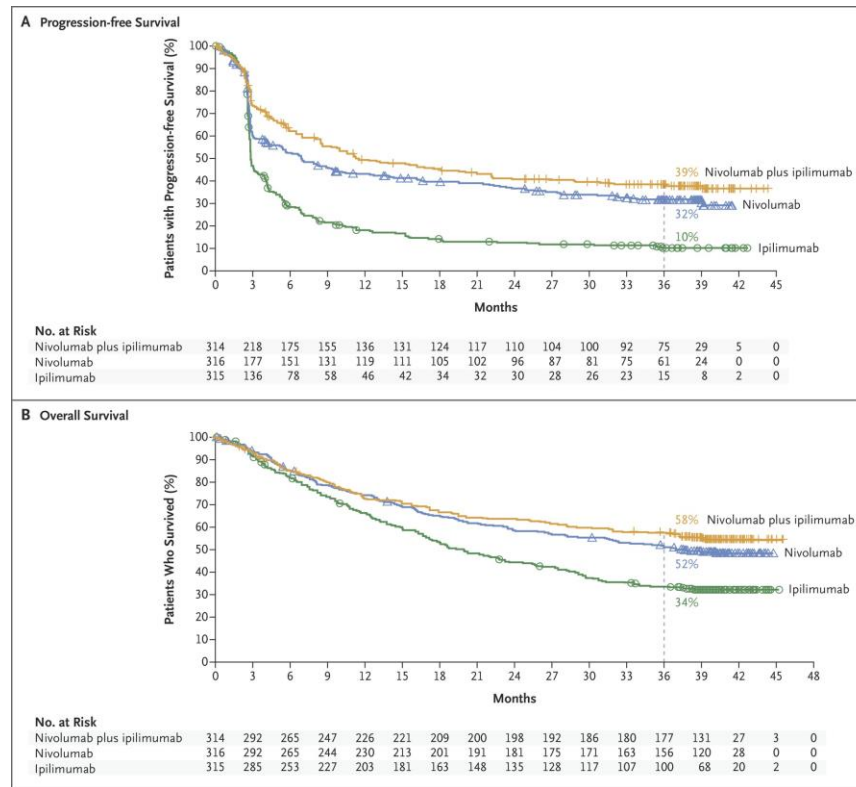 A Progression-free Survival
Patients with Progression-free Survival (%)
100
90
80
70
60
50
40
30
20
10
0
39% Nivolumab plus ipilimumab
Nivolumab
32%
10%
Ipilimumab
0 3 6 9 12 15 18 21 24 27 30 33 36 39 42 45
Months
No. at Risk
Nivolumab plus ipilimumab 314 218 175 155 136 131 124 117 110 104 100 92 75 29 5 0
Nivolumab 316 177 151 131 119 111 105 102 96 87 81 75 61 24 0 0
Ipilimumab 315 136 78 58 46 42 34 32 30 28 26 23 15 8 2 0
B Overall Survival
Patients Who Survived (%)
100
90
80
70
60
50
40
30
20
10
0
58% Nivolumab plus ipilimumab
Nivolumab
52%
Ipilimumab
34%
0 3 6 9 12 15 18 21 24 27 30 33 36 39 42 45 48
Months
No. at Risk
Nivolumab plus ipilimumab 314 292 265 247 226 221 209 200 198 192 186 180 177 131 27 3 0
Nivolumab 316 292 265 244 230 213 201 191 181 175 171 163 156 120 28 0 0
Ipilimumab 315 285 253 227 203 181 163 148 135 128 117 107 100 68 20 2 0